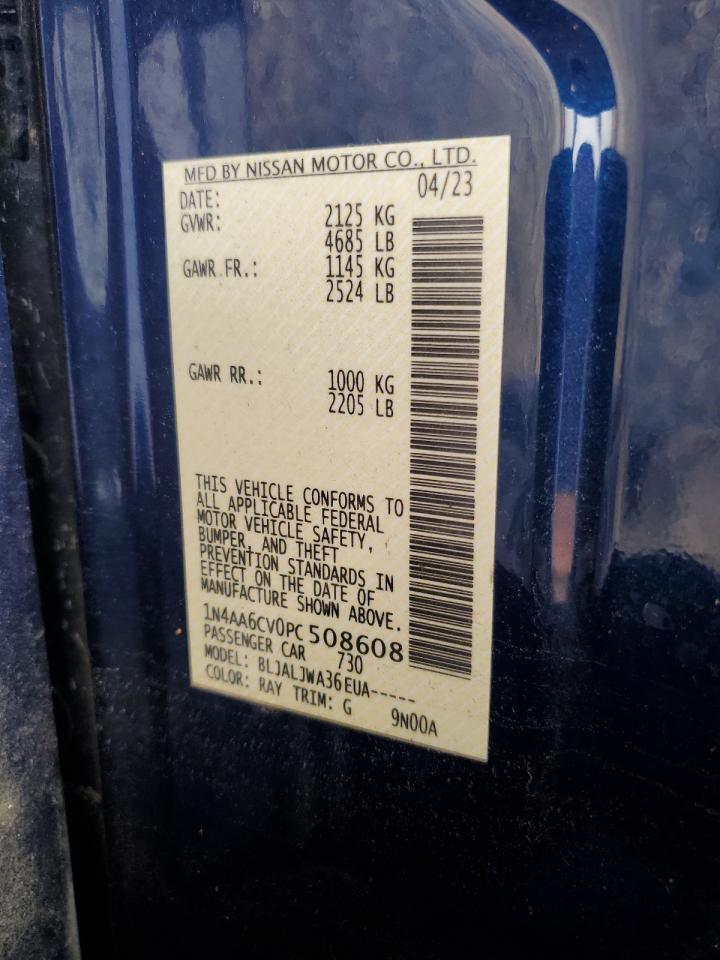 MFD BY NISSAN MOTOR CO., LTD.
DATE: 04/23
GVWR: 2125 KG
4685 LB
GAWR FR.: 1145 KG
2524 LB
GAWR RR.: 1000 KG
2205 LB
THIS VEHICLE CONFORMS TO
ALL APPLICABLE FEDERAL
MOTOR VEHICLE SAFETY,
BUMPER, AND THEFT
PREVENTION STANDARDS IN
EFFECT ON THE DATE OF
MANUFACTURE SHOWN ABOVE.
1N4AA6CV0PC508608
PASSENGER CAR 730
MODEL: BLJALJWA36EUA-----
COLOR: RAY TRIM: G 9N00A